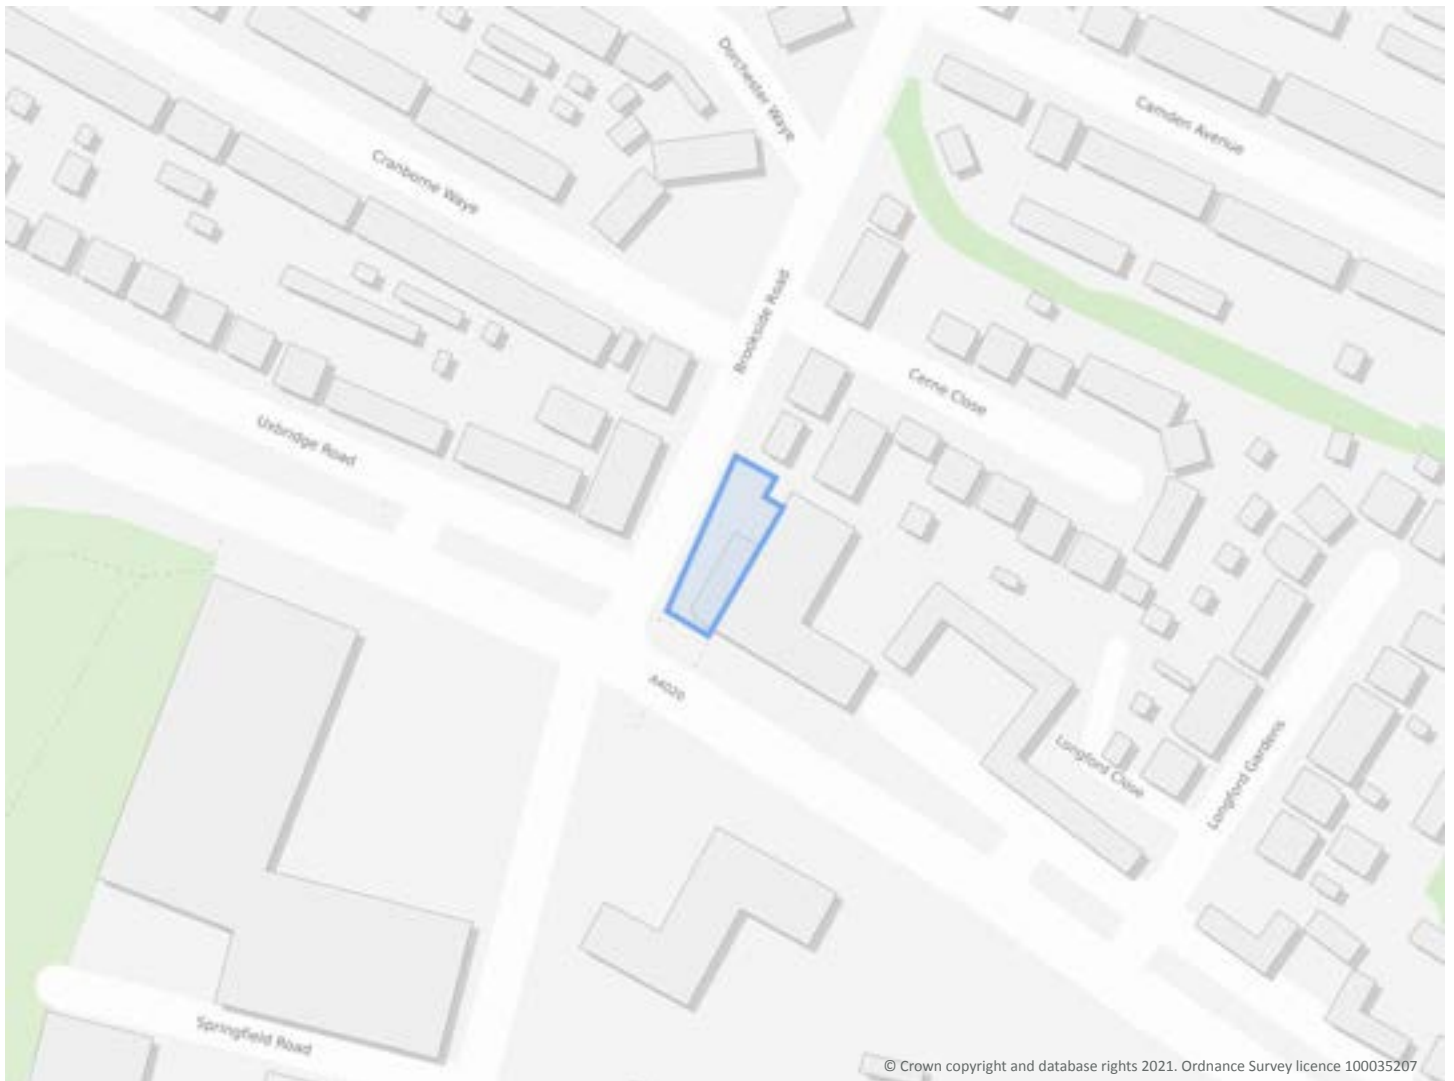 Dorchester Waye
Camden Avenue
Cranborne Waye
Brookside Road
Cerne Close
Uxbridge Road
A4020
Longford Close
Longford Gardens
Springfield Road
© Crown copyright and database rights 2021. Ordnance Survey licence 100035207